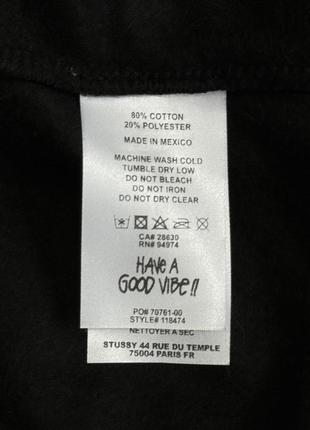 80% COTTON
20% POLYESTER
MADE IN MEXICO
MACHINE WASH COLD
TUMBLE DRY LOW
DO NOT BLEACH
DO NOT IRON
DO NOT DRY CLEAR
CA# 28630
RN# 94974
HAVE A
GOOD VIBE!!
PO# 70761-00
STYLE# 118474
NETTOYER A SEC
STUSSY 44 RUE DU TEMPLE
75004 PARIS FR